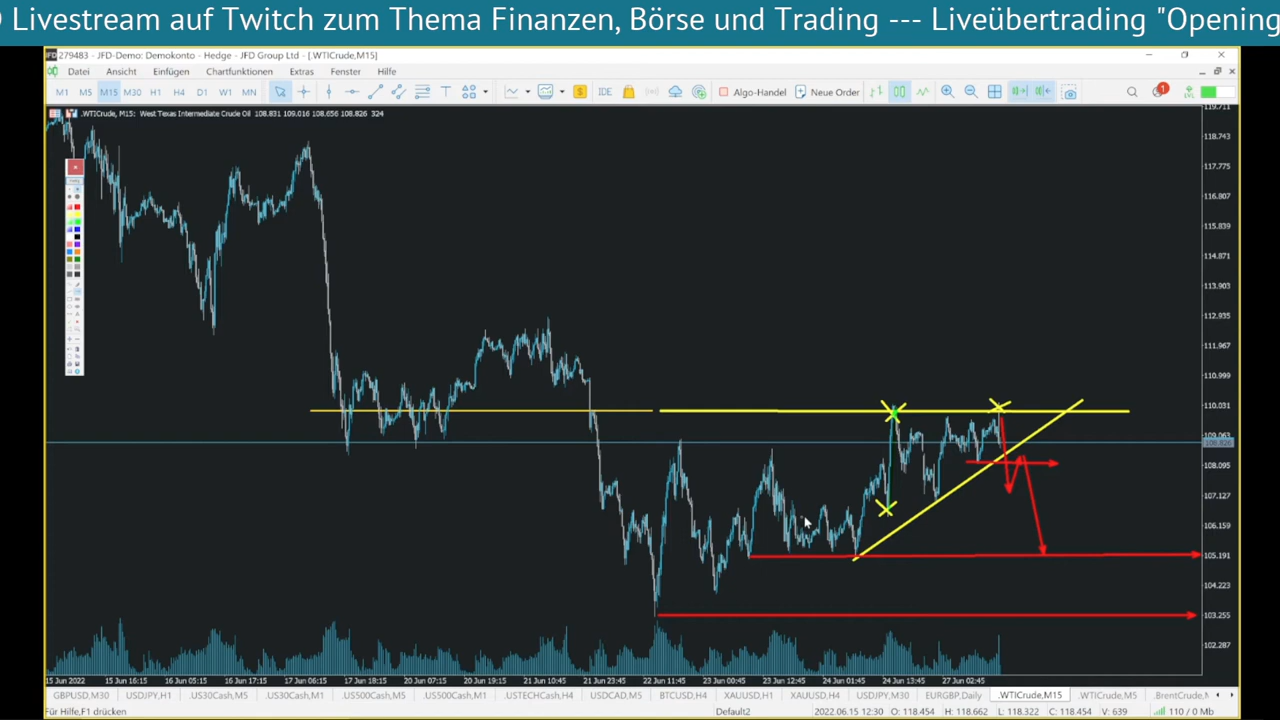 Livestream auf Twitch zum Thema Finanzen, Börse und Trading --- Liveübertrading "Opening
279483 - JFD-Demo: Demokonto - Hedge - JFD Group Ltd - [.WTICrude,M15]
Datei Ansicht Einfügen Chartfunktionen Extras Fenster Hilfe
M1 M5 M15 M30 H1 H4 D1 W1 MN IDE Algo-Handel Neue Order 1
.WTICrude, M15: West Texas Intermediate Crude Oil 108.831 109.016 108.656 108.826 324
119.711
118.743
117.775
116.807
115.839
114.871
113.903
112.935
111.967
110.999
110.031
109.063
108.826
108.095
107.127
106.159
105.191
104.223
103.255
102.287
15 Jun 2022 15 Jun 16:15 16 Jun 17:15 17 Jun 06:15 17 Jun 18:15 20 Jun 07:15 20 Jun 19:15 21 Jun 10:45 21 Jun 23:45 22 Jun 11:45 23 Jun 00:45 23 Jun 12:45 24 Jun 01:45 24 Jun 13:45 27 Jun 02:45
GBPUSD,M30 USDJPY,H1 .US30Cash,M5 .US30Cash,M1 .US500Cash,M5 .US500Cash,M1 .USTECHCash,H4 USDCAD,M5 BTCUSD,H4 XAUUSD,H1 XAUUSD,H4 USDJPY,M30 EURGBP,Daily .WTICrude,M15 .WTICrude,M5 .BrentCrude,M
Für Hilfe,F1 drücken Default2 2022.06.15 12:30 O: 118.454 H: 118.662 L: 118.322 C: 118.454 V: 639 110 / 0 Mb